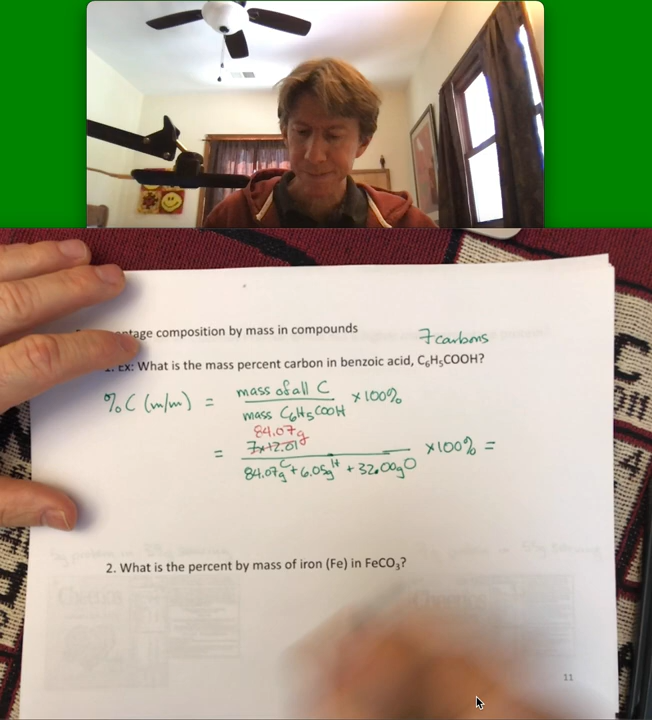 ntage composition by mass in compounds
7 carbons
Ex: What is the mass percent carbon in benzoic acid, C₆H₅COOH?
%C (m/m) = mass of all C / mass C₆H₅COOH × 100%
84.07g
= 7×12.01 / 84.07g C + 6.05g H + 32.00g O × 100% =
2. What is the percent by mass of iron (Fe) in FeCO₃?
Cheerios
Cheerios
11